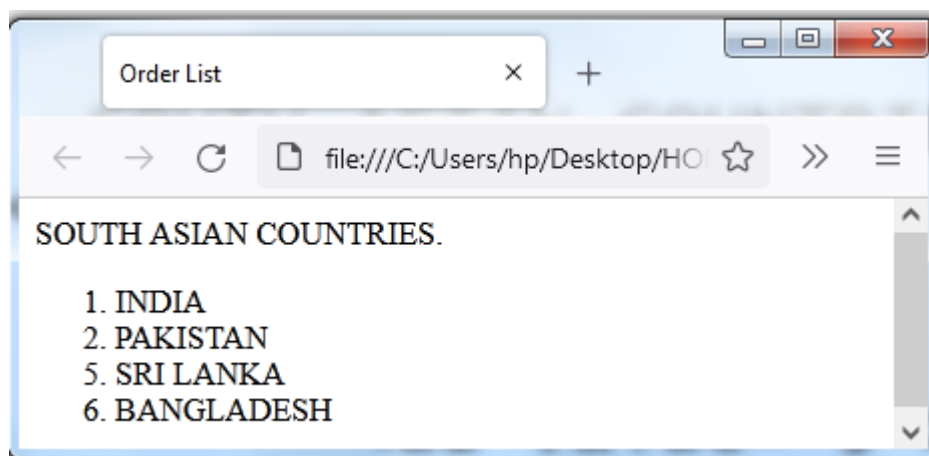 Order List
file:///C:/Users/hp/Desktop/HO
SOUTH ASIAN COUNTRIES.
1. INDIA
2. PAKISTAN
5. SRI LANKA
6. BANGLADESH